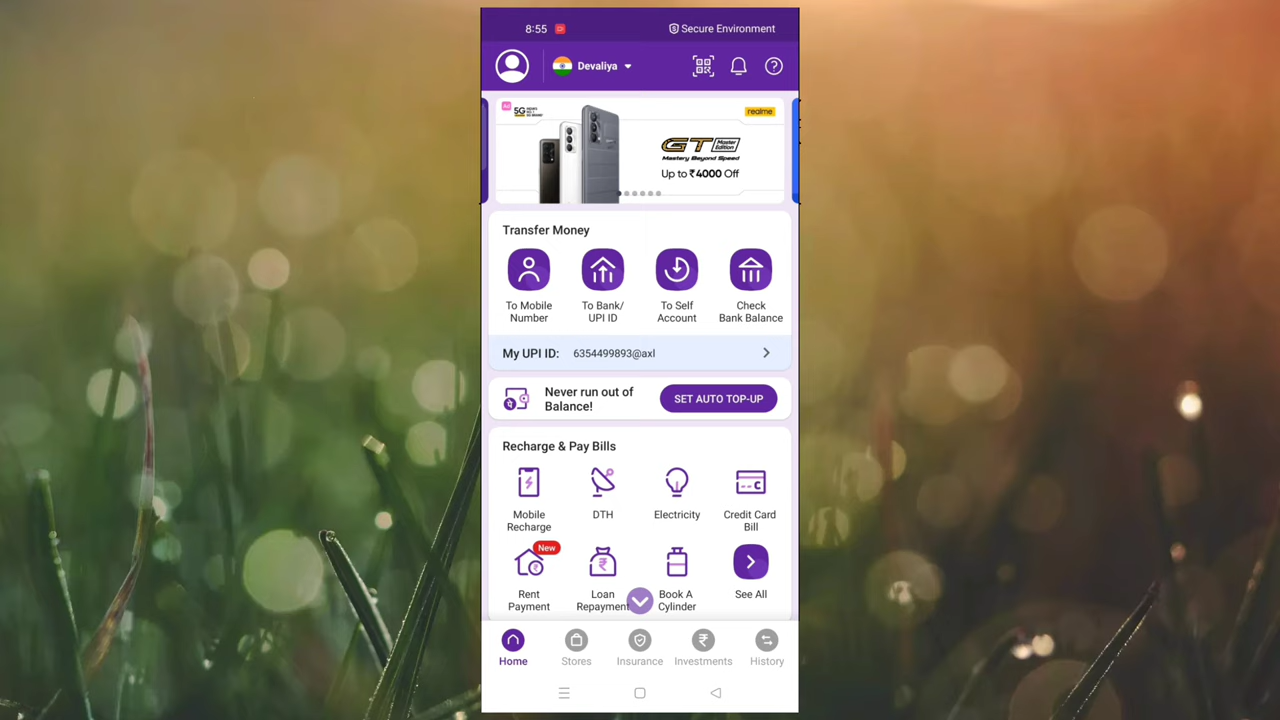 8:55
Secure Environment
Devaliya
Ad
5G
realme
GT Master Edition
Mastery Beyond Speed
Up to ₹4000 Off
Transfer Money
To Mobile Number
To Bank/ UPI ID
To Self Account
Check Bank Balance
My UPI ID: 6354499893@axl
Never run out of
Balance!
SET AUTO TOP-UP
Recharge & Pay Bills
Mobile Recharge
DTH
Electricity
Credit Card Bill
New
Rent Payment
Loan Repayment
Book A Cylinder
See All
Home
Stores
Insurance
Investments
History